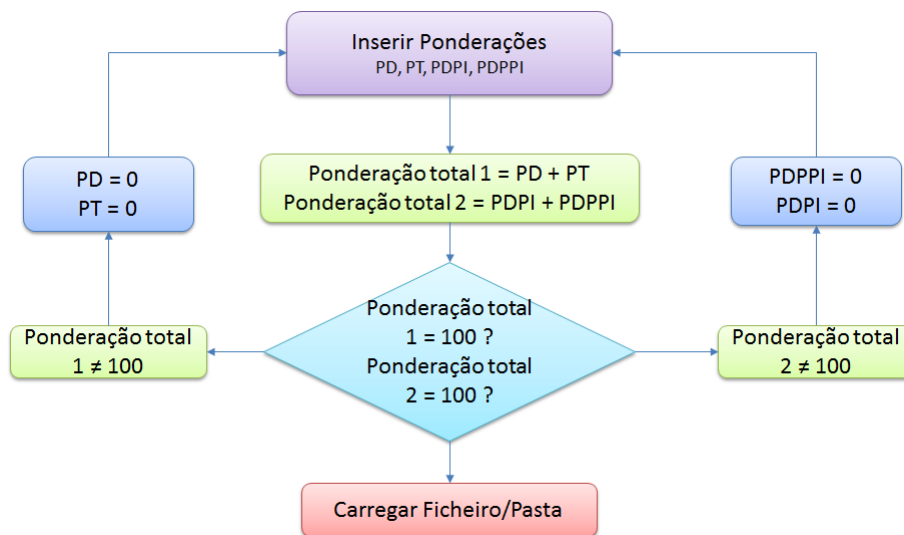 Inserir Ponderações
PD, PT, PDPI, PDPPI
PD = 0
PT = 0
Ponderação total 1 = PD + PT
Ponderação total 2 = PDPI + PDPPI
PDPPI = 0
PDPI = 0
Ponderação total
1 ≠ 100
Ponderação total
1 = 100 ?
Ponderação total
2 = 100 ?
Ponderação total
2 ≠ 100
Carregar Ficheiro/Pasta